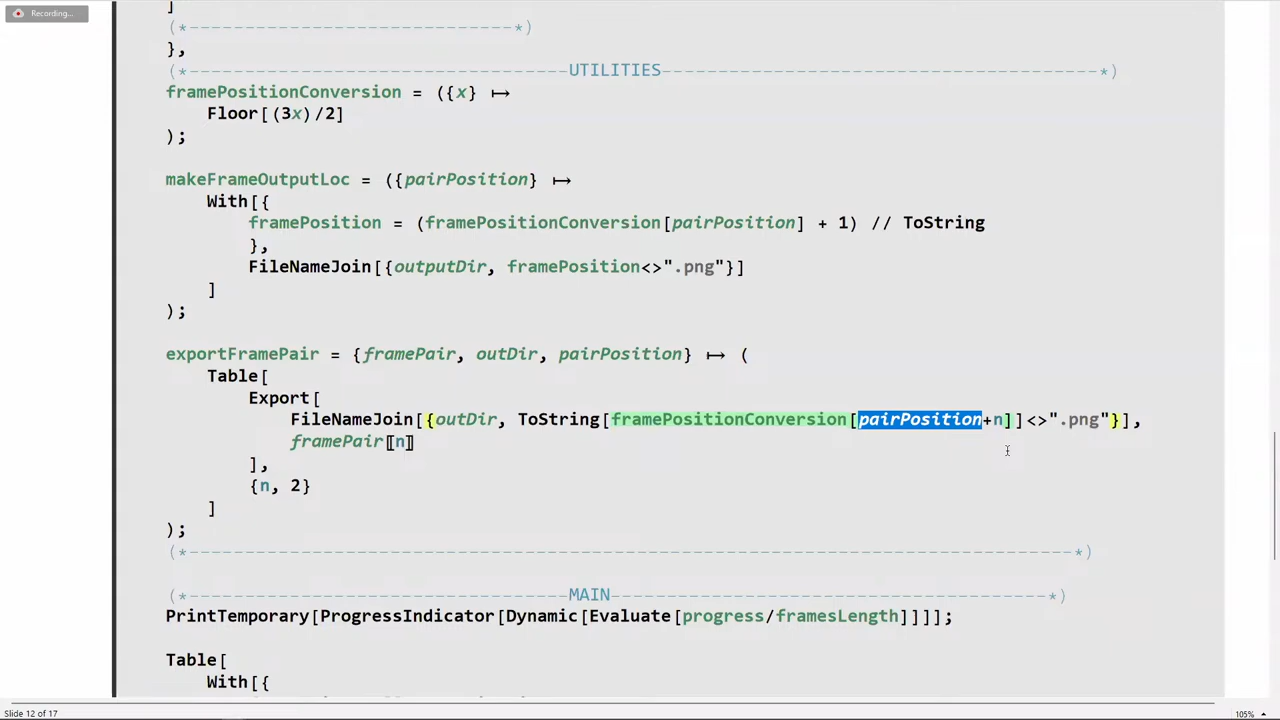 Recording...
]
(*----------------------------*)
},
(*--------------------------------UTILITIES------------------------------------*)
framePositionConversion = ({x} ↦
Floor[(3x)/2]
);
makeFrameOutputLoc = ({pairPosition} ↦
With[{
framePosition = (framePositionConversion[pairPosition] + 1) // ToString
},
FileNameJoin[{outputDir, framePosition<>".png"}]
]
);
exportFramePair = {framePair, outDir, pairPosition} ↦ (
Table[
Export[
FileNameJoin[{outDir, ToString[framePositionConversion[pairPosition+n]]<>".png"}],
framePair⟦n⟧
],
{n, 2}
]
);
(*--------------------------------------------------------------------------*)
(*--------------------------------MAIN------------------------------------*)
PrintTemporary[ProgressIndicator[Dynamic[Evaluate[progress/framesLength]]]];
Table[
With[{
Slide 12 of 17
105%